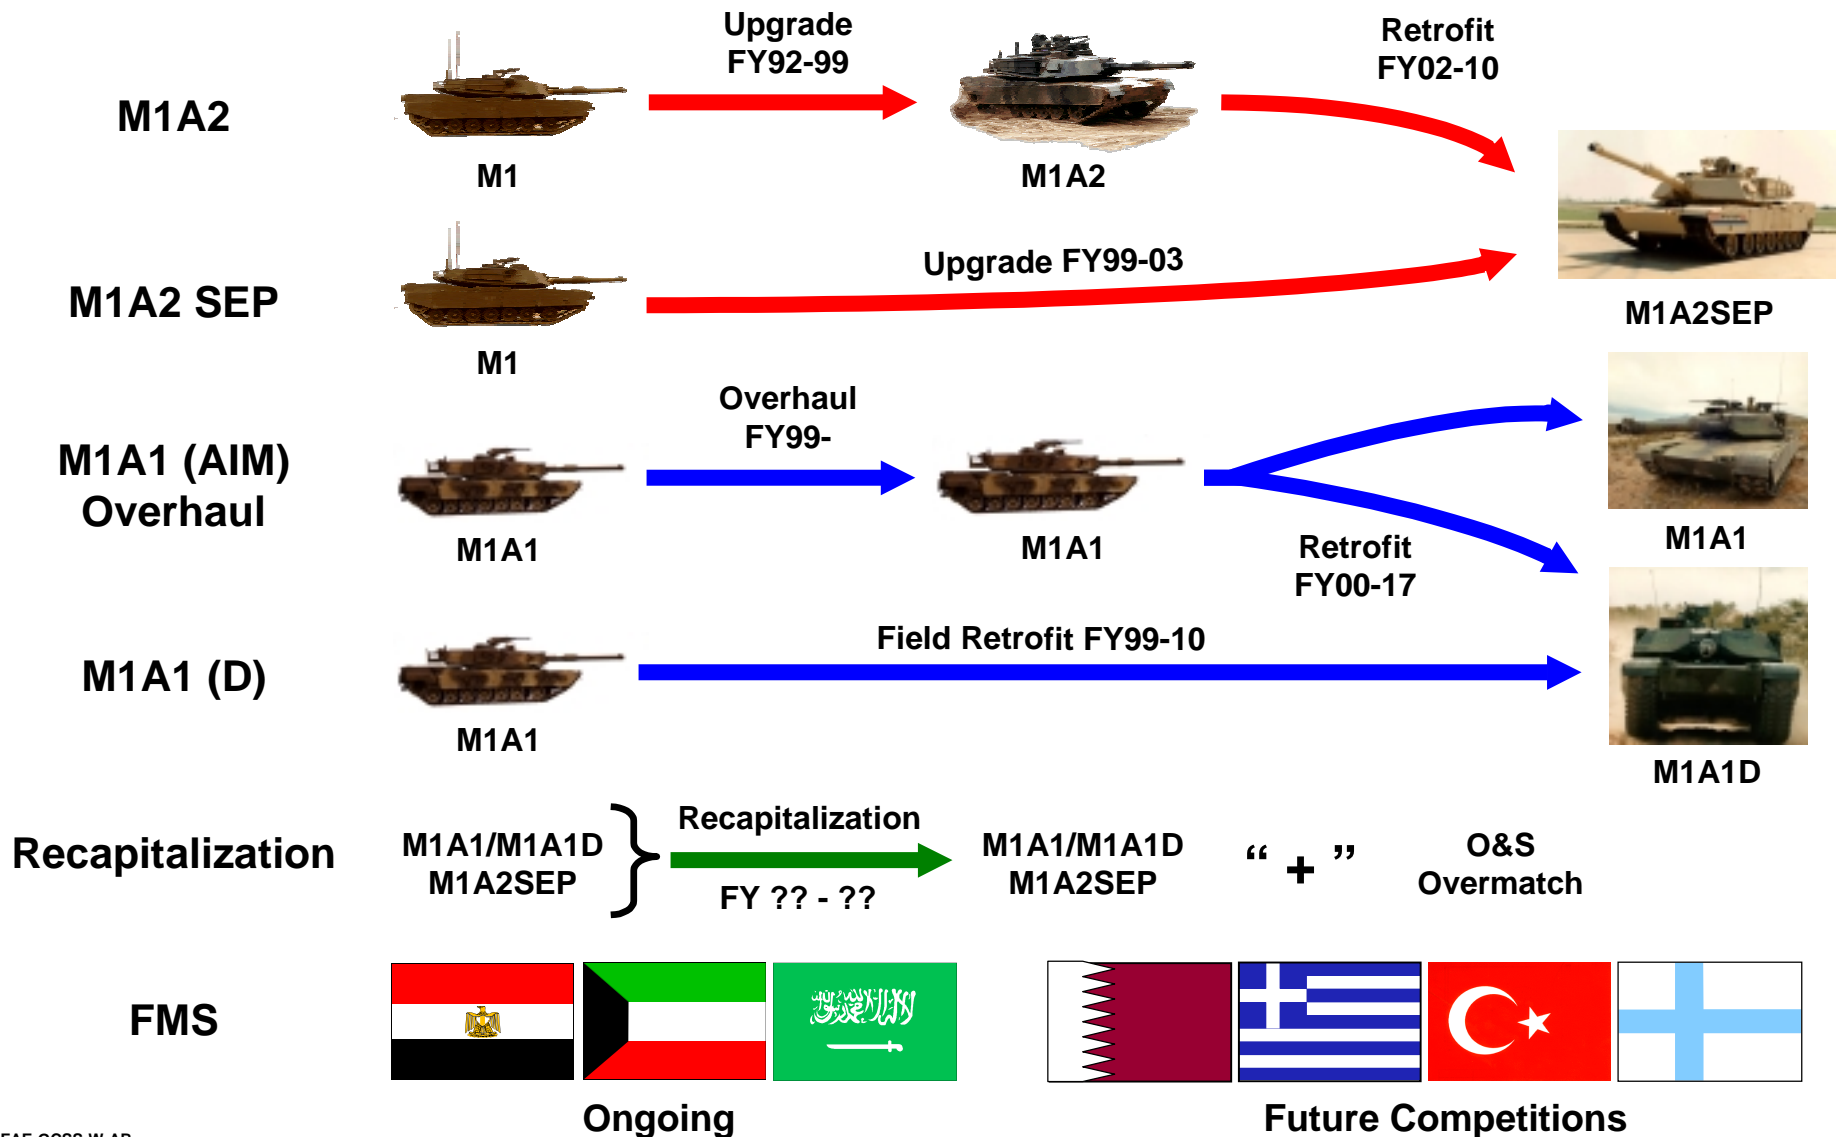 M1A2
M1
Upgrade
FY92-99
M1A2
Retrofit
FY02-10
M1A2 SEP
M1
Upgrade FY99-03
M1A2SEP
M1A1 (AIM)
Overhaul
M1A1
Overhaul
FY99-
M1A1
Retrofit
FY00-17
M1A1
M1A1 (D)
M1A1
Field Retrofit FY99-10
M1A1D
Recapitalization
M1A1/M1A1D
M1A2SEP
Recapitalization
FY ?? - ??
M1A1/M1A1D
M1A2SEP
“ + ”
O&S
Overmatch
FMS
Ongoing
Future Competitions